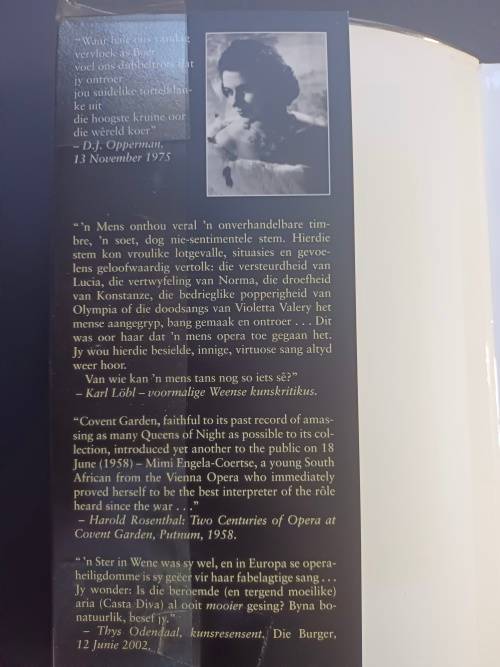 “Waar hulle ons vandag
vervloek as Boer
voel ons dubbeltrots dat
jy ontroer
jou suidelike tortelklan-
ke uit
die hoogste kruine oor
die wêreld koer”
– D.J. Opperman.
13 November 1975
“’n Mens onthou veral ’n onverhandelbare tim-
bre, ’n soet, dog nie-sentimentele stem. Hierdie
stem kon vroulike lotgevalle, situasies en gevoe-
lens geloofwaardig vertolk: die versteurdheid van
Lucia, die vertwyfeling van Norma, die droefheid
van Konstanze, die bedrieglike popperigheid van
Olympia of die doodsangs van Violetta Valery het
mense aangegryp, bang gemaak en ontroer . . . Dit
was oor haar dat ’n mens opera toe gegaan het.
Jy wou hierdie besielde, innige, virtuose sang altyd
weer hoor.
Van wie kan ’n mens tans nog so iets sê?”
– Karl Löbl – voormalige Weense kunskritikus.
“Covent Garden, faithful to its past record of amas-
sing as many Queens of Night as possible to its col-
lection, introduced yet another to the public on 18
June (1958) – Mimi Engela-Coertse, a young South
African from the Vienna Opera who immediately
proved herself to be the best interpreter of the rôle
heard since the war . . .”
– Harold Rosenthal: Two Centuries of Opera at
Covent Garden, Putnum, 1958.
“’n Ster in Wene was sy wel, en in Europa se opera-
heiligdomme is sy geëer vir haar fabelagtige sang . . .
Jy wonder: Is die beroemde (en tergend moeilike)
aria (Casta Diva) al ooit mooier gesing? Byna bo-
natuurlik, besef jy.”
– Thys Odendaal, kunsresensent. Die Burger,
12 Junie 2002.